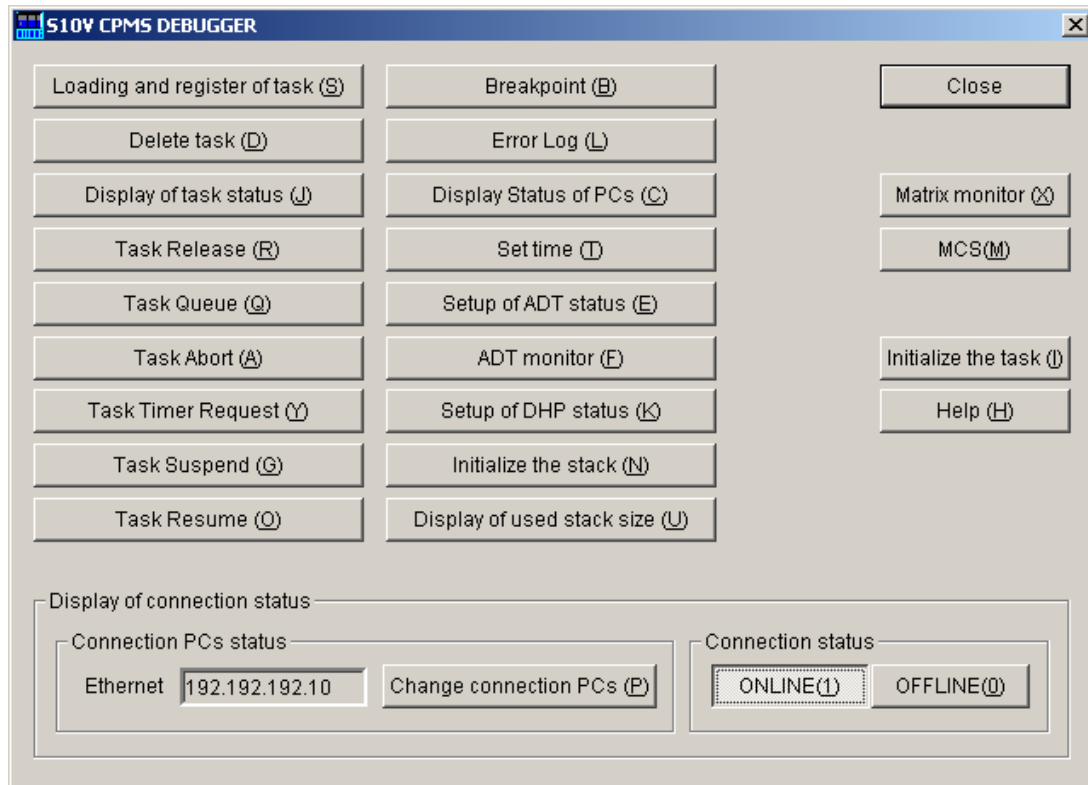 S10V CPMS DEBUGGER
Loading and register of task (S)
Breakpoint (B)
Close
Delete task (D)
Error Log (L)
Display of task status (J)
Display Status of PCs (C)
Matrix monitor (X)
Task Release (R)
Set time (T)
MCS(M)
Task Queue (Q)
Setup of ADT status (E)
Task Abort (A)
ADT monitor (F)
Initialize the task (I)
Task Timer Request (Y)
Setup of DHP status (K)
Help (H)
Task Suspend (G)
Initialize the stack (N)
Task Resume (O)
Display of used stack size (U)
Display of connection status
Connection PCs status
Connection status
Ethernet
192.192.192.10
Change connection PCs (P)
ONLINE(1)
OFFLINE(0)